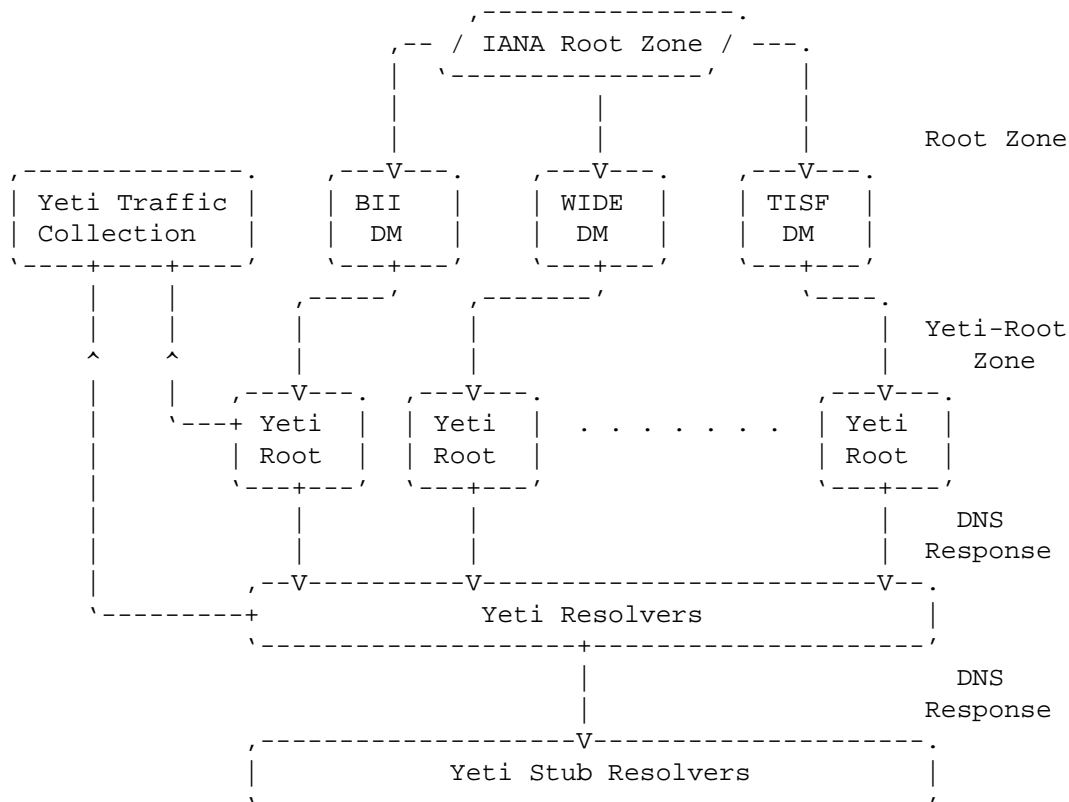 IANA Root Zone
Root Zone
Yeti Traffic
Collection
BII
DM
WIDE
DM
TISF
DM
Yeti-Root
Zone
Yeti
Root
Yeti
Root
. . . . . . .
Yeti
Root
DNS
Response
Yeti Resolvers
DNS
Response
Yeti Stub Resolvers